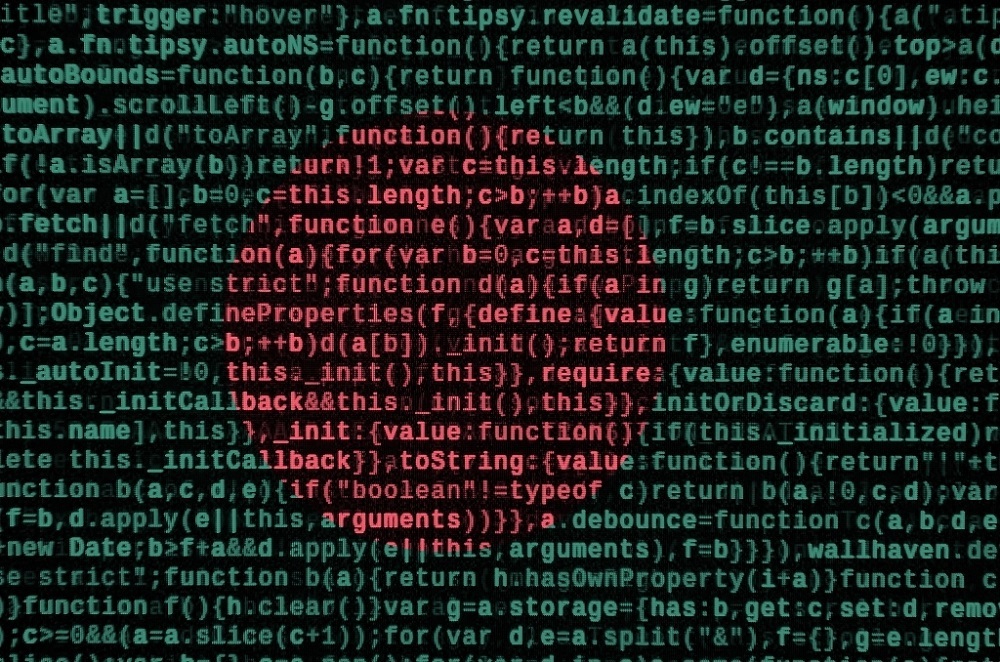 itle",trigger:"hover"},a.fn.tipsy.revalidate=function(){a(".tip
c},a.fn.tipsy.autoNS=function(){return a(this).offset().top>a(d
autoBounds=function(b,c){return function(){var d={ns:c[0],ew:c
ument).scrollLeft()-g.offset().left<b&&(d.ew="e"),a(window).hei
toArray||d("toArray",function(){return this}),b.contains||d("co
f(!a.isArray(b))return!1;var c=this.length;if(c!==b.length)retu
for(var a=[],b=0,c=this.length;c>b;++b)a.indexOf(this[b])<0&&a.p
.fetch||d("fetch",function e(){var a,d=[],f=b.slice.apply(argum
d("find",function(a){for(var b=0,c=this.length;c>b;++b)if(a(thi
(a,b,c){"use strict";function d(a){if(a in g)return g[a];throw
)];Object.defineProperties(f,{define:{value:function(a){if(a in
,c=a.length;c>b;++b)d(a[b])._init();return f},enumerable:!0}});
._autoInit=!0,this._init(),this}},require:{value:function(){ret
&&this._initCallback&&this._init(),this}},initOrDiscard:{value:f
this.name],this}},_init:{value:function(){if(this._initialized)r
lete this._initCallback}},toString:{value:function(){return"!"+t
unction b(a,c,d,e){if("boolean"!=typeof c)return b(a,!0,c,d);var
(f=b,d.apply(e||this,arguments))}},a.debounce=function c(a,b,d,e
+new Date;b>f+a&&d.apply(e||this,arguments),f=b}}}),wallhaven.de
se strict";function b(a){return h.hasOwnProperty(i+a)}function c
)}function f(){h.clear()}var g=a.storage={has:b,get:c,set:d,remo
);c>=0&&(a=a.slice(c+1));for(var d,e=a.split("&"),f={},g=e.length